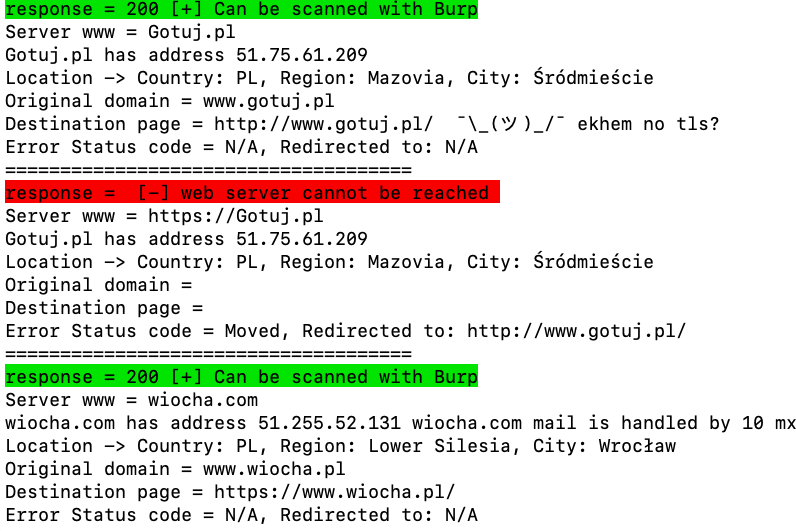 response = 200 [+] Can be scanned with Burp
Server www = Gotuj.pl
Gotuj.pl has address 51.75.61.209
Location -> Country: PL, Region: Mazovia, City: Śródmieście
Original domain = www.gotuj.pl
Destination page = http://www.gotuj.pl/  ¯\_(ツ)_/¯ ekhem no tls?
Error Status code = N/A, Redirected to: N/A
=====================================
response =  [-] web server cannot be reached
Server www = https://Gotuj.pl
Gotuj.pl has address 51.75.61.209
Location -> Country: PL, Region: Mazovia, City: Śródmieście
Original domain =
Destination page =
Error Status code = Moved, Redirected to: http://www.gotuj.pl/
=====================================
response = 200 [+] Can be scanned with Burp
Server www = wiocha.com
wiocha.com has address 51.255.52.131 wiocha.com mail is handled by 10 mx
Location -> Country: PL, Region: Lower Silesia, City: Wrocław
Original domain = www.wiocha.pl
Destination page = https://www.wiocha.pl/
Error Status code = N/A, Redirected to: N/A